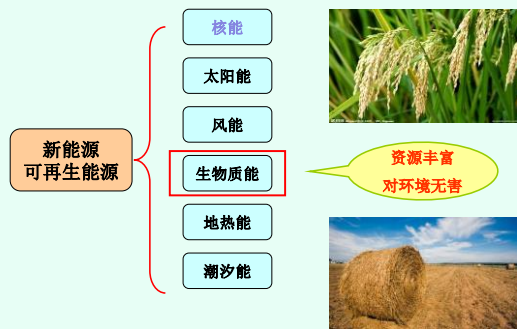 核能
太阳能
风能
新能源
可再生能源
生物质能
地热能
潮汐能
资源丰富
对环境无害